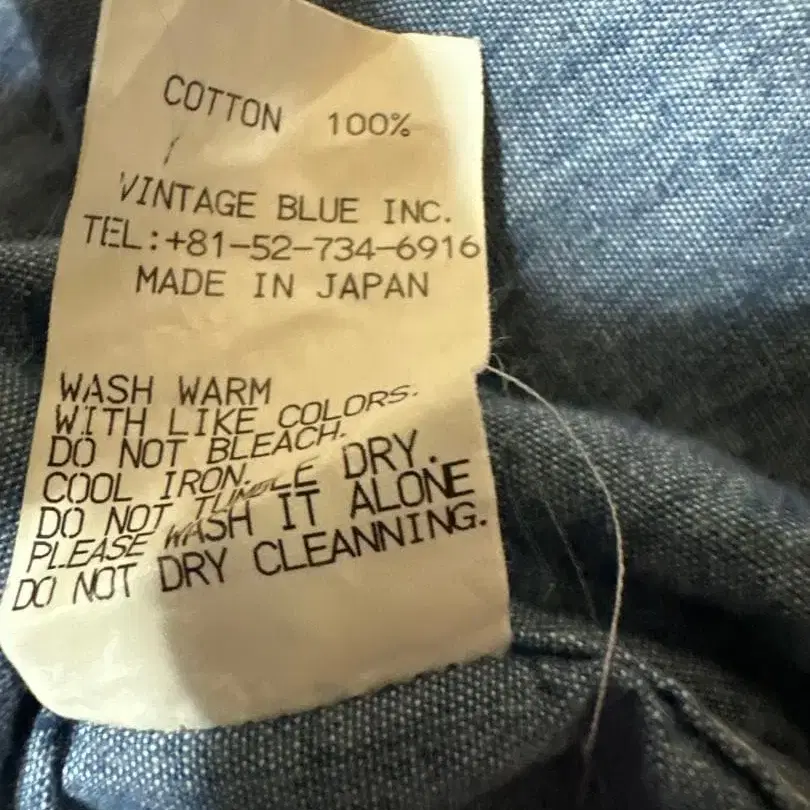 COTTON 100%
VINTAGE BLUE INC.
TEL:+81-52-734-6916
MADE IN JAPAN
WASH WARM
WITH LIKE COLORS.
DO NOT BLEACH.
COOL IRON.
DO NOT TUMBLE DRY.
PLEASE WASH IT ALONE
DO NOT DRY CLEANNING.